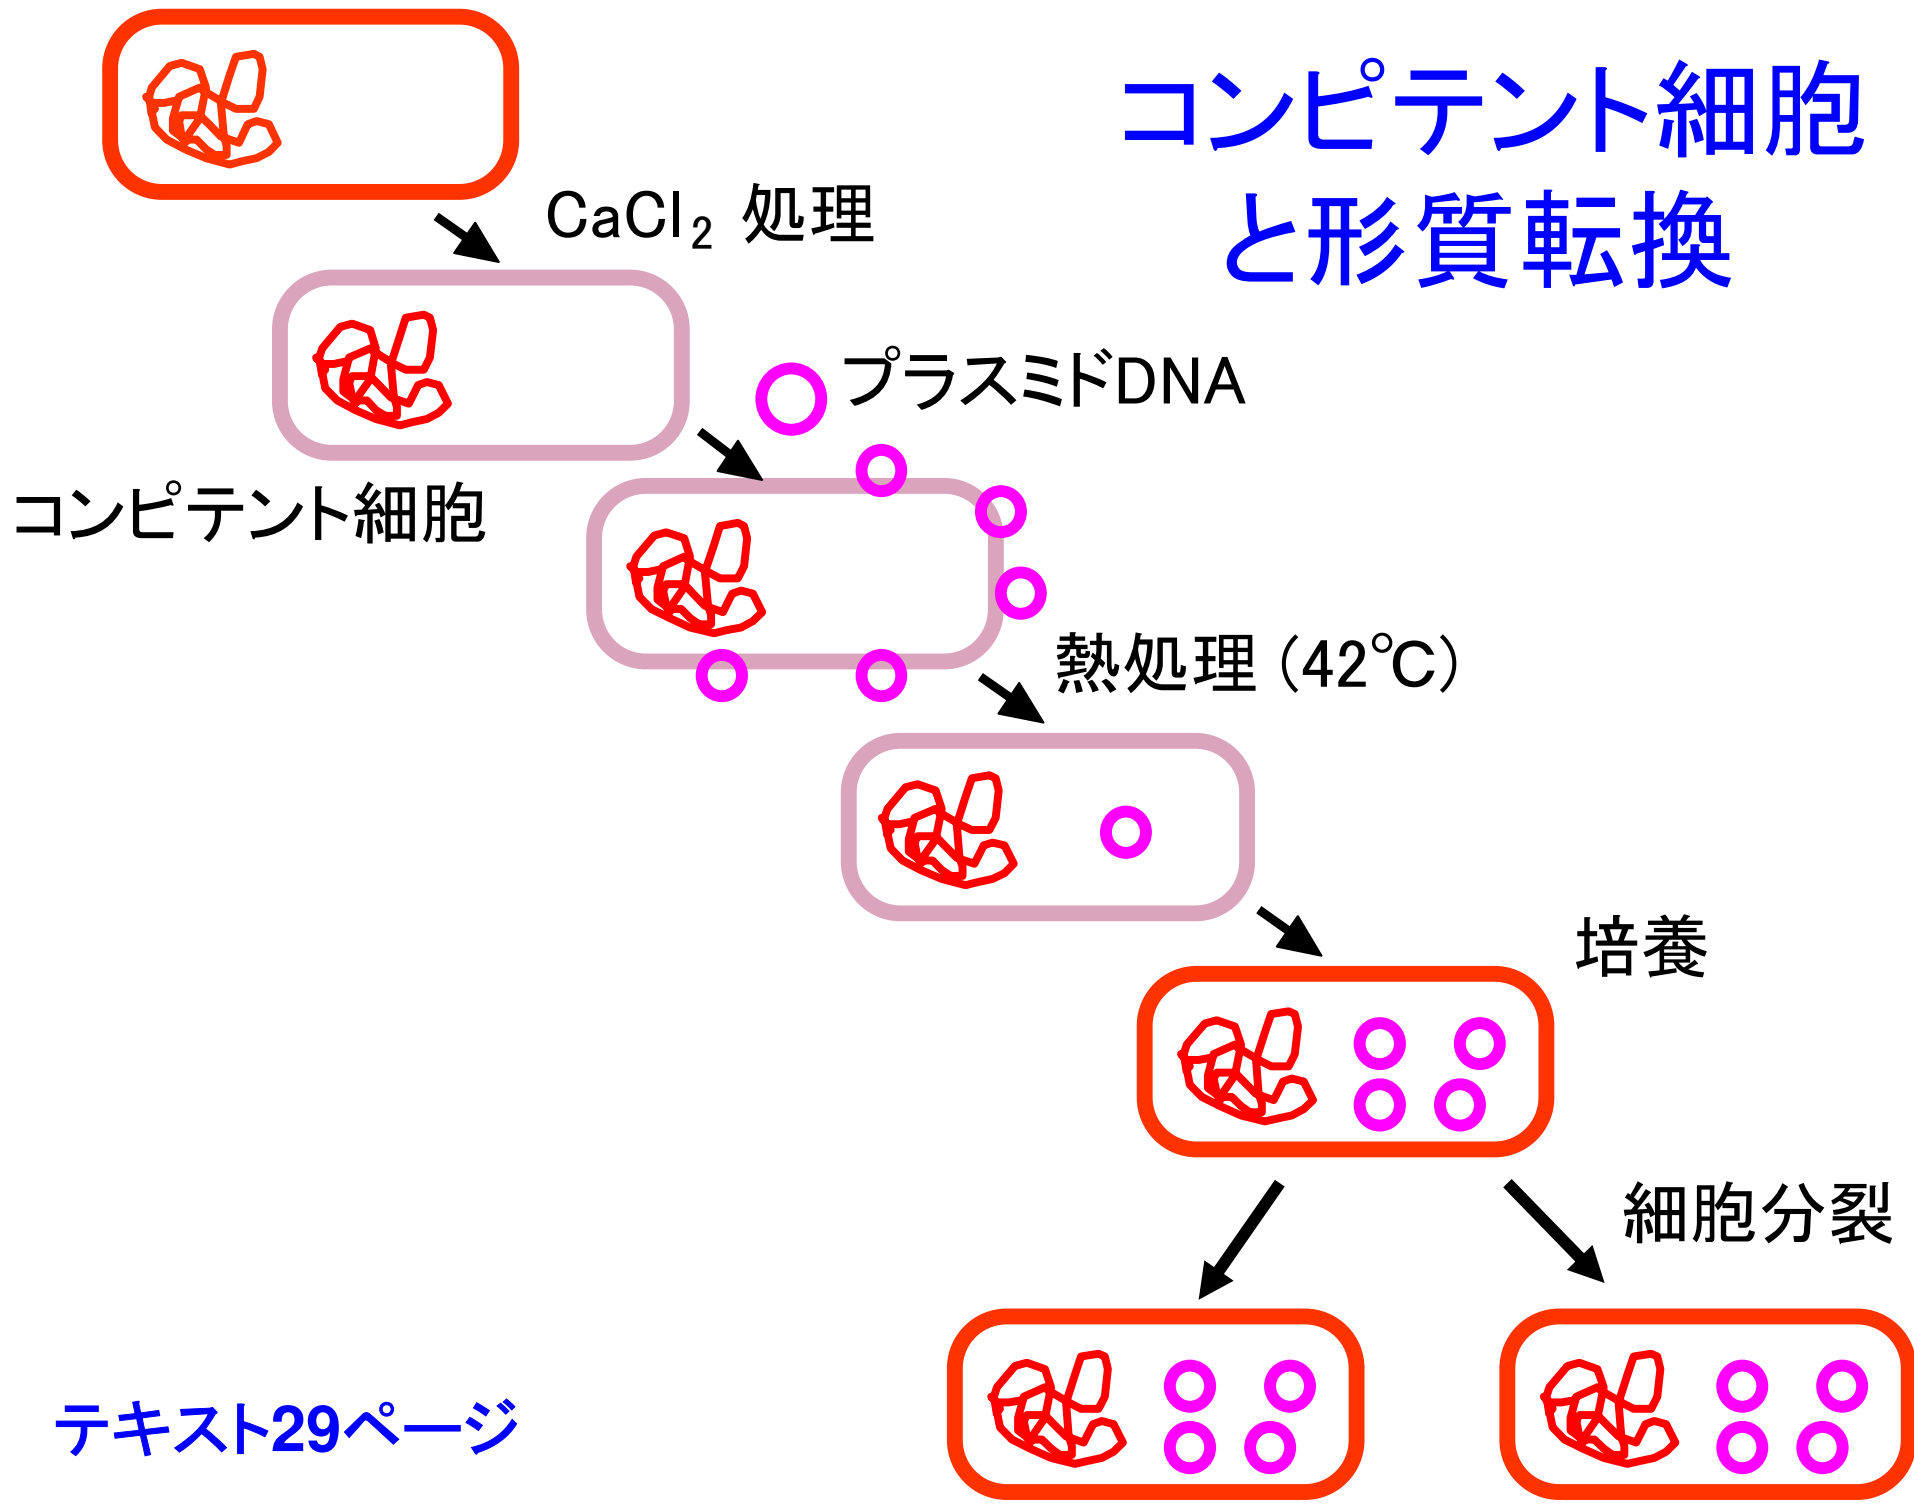 コンピテント細胞
と形質転換
CaCl₂ 処理
プラスミドDNA
コンピテント細胞
熱処理（42℃）
培養
細胞分裂
テキスト29ページ